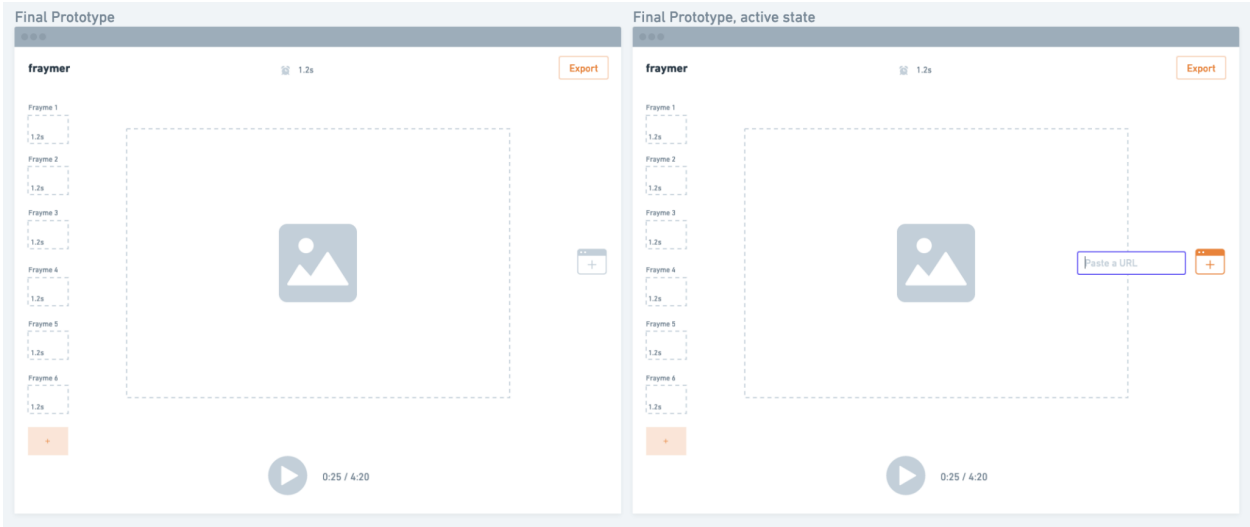 Final Prototype
fraymer
1.2s
Export
Frayme 1
1.2s
Frayme 2
1.2s
Frayme 3
1.2s
Frayme 4
1.2s
Frayme 5
1.2s
Frayme 6
1.2s
+
+
0:25 / 4:20
Final Prototype, active state
fraymer
1.2s
Export
Frayme 1
1.2s
Frayme 2
1.2s
Frayme 3
1.2s
Paste a URL
+
Frayme 4
1.2s
Frayme 5
1.2s
Frayme 6
1.2s
+
0:25 / 4:20